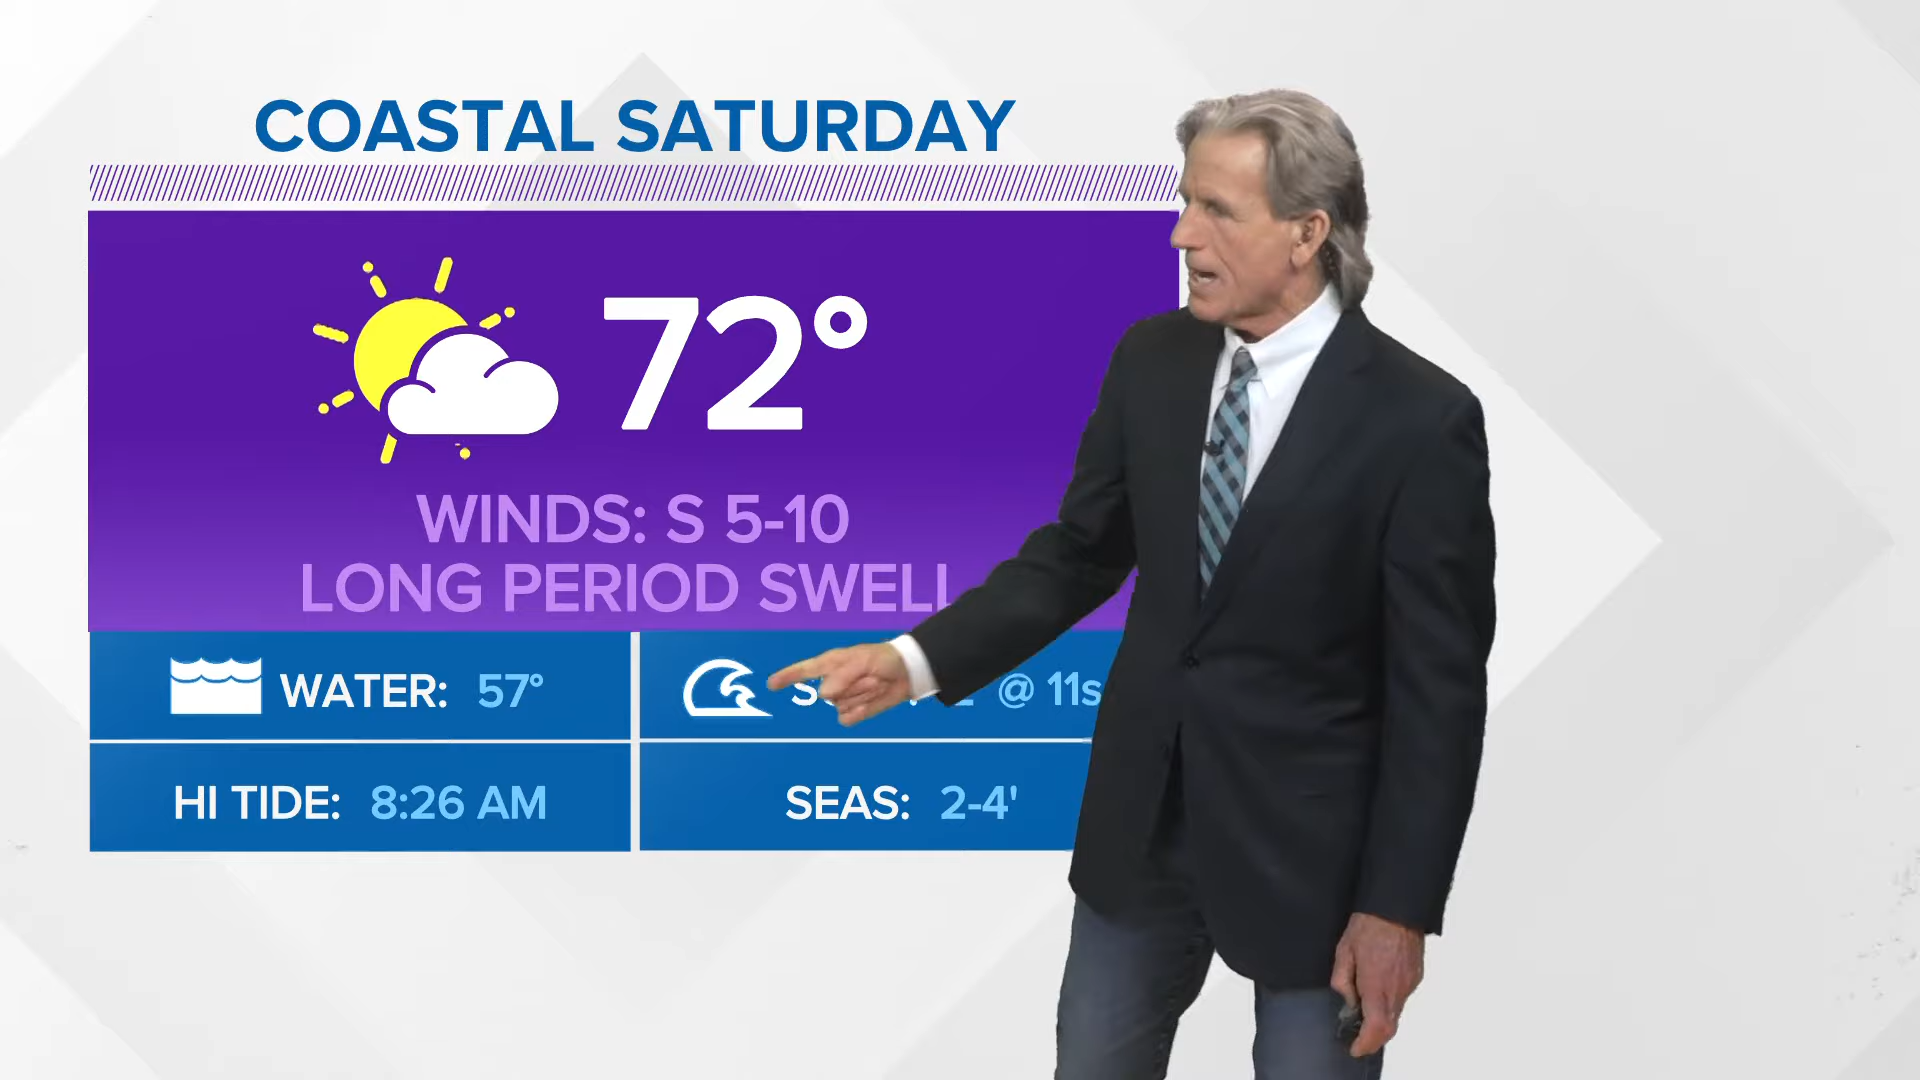 COASTAL SATURDAY
72°
WINDS: S 5-10
LONG PERIOD SWELL
WATER: 57°
@ 11s
HI TIDE: 8:26 AM
SEAS: 2-4'